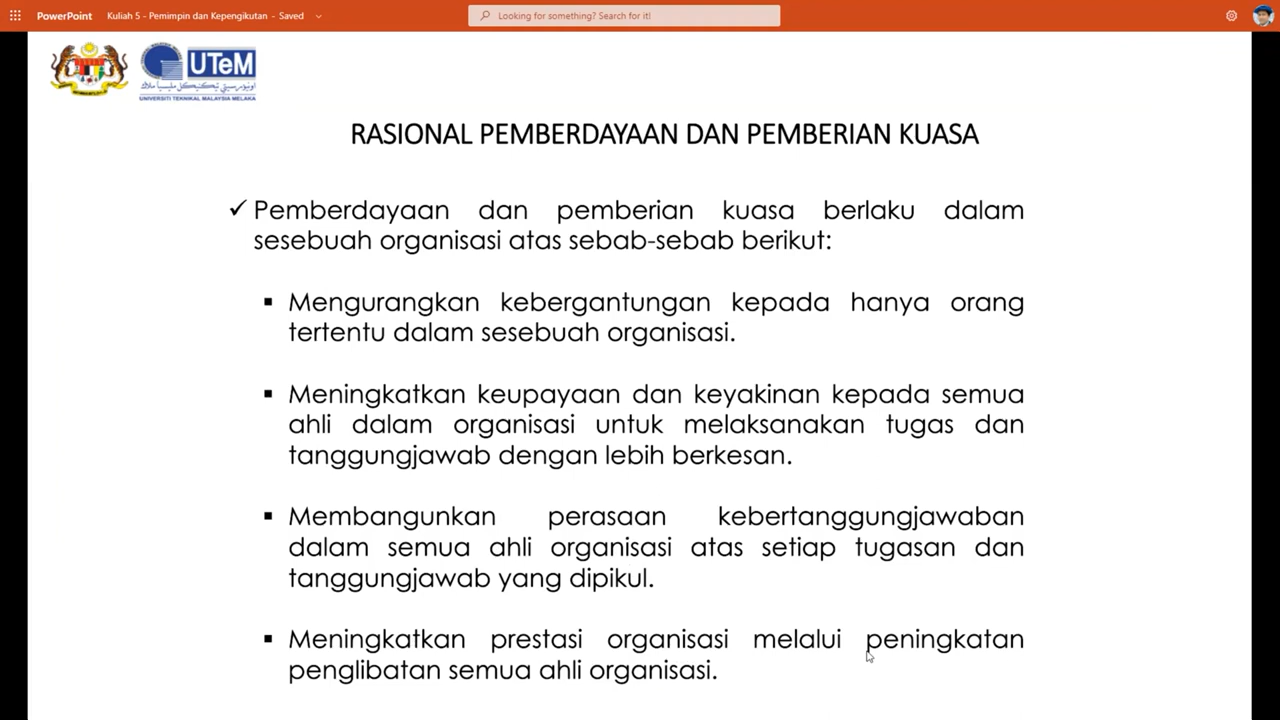 PowerPoint Kuliah 5 - Pemimpin dan Kepengikutan - Saved Looking for something? Search for it!
UTeM
اونيۏرسيتي تيكنيكل مليسيا ملاك
UNIVERSITI TEKNIKAL MALAYSIA MELAKA
RASIONAL PEMBERDAYAAN DAN PEMBERIAN KUASA
✓ Pemberdayaan dan pemberian kuasa berlaku dalam
sesebuah organisasi atas sebab-sebab berikut:
▪ Mengurangkan kebergantungan kepada hanya orang
tertentu dalam sesebuah organisasi.
▪ Meningkatkan keupayaan dan keyakinan kepada semua
ahli dalam organisasi untuk melaksanakan tugas dan
tanggungjawab dengan lebih berkesan.
▪ Membangunkan perasaan kebertanggungjawaban
dalam semua ahli organisasi atas setiap tugasan dan
tanggungjawab yang dipikul.
▪ Meningkatkan prestasi organisasi melalui peningkatan
penglibatan semua ahli organisasi.